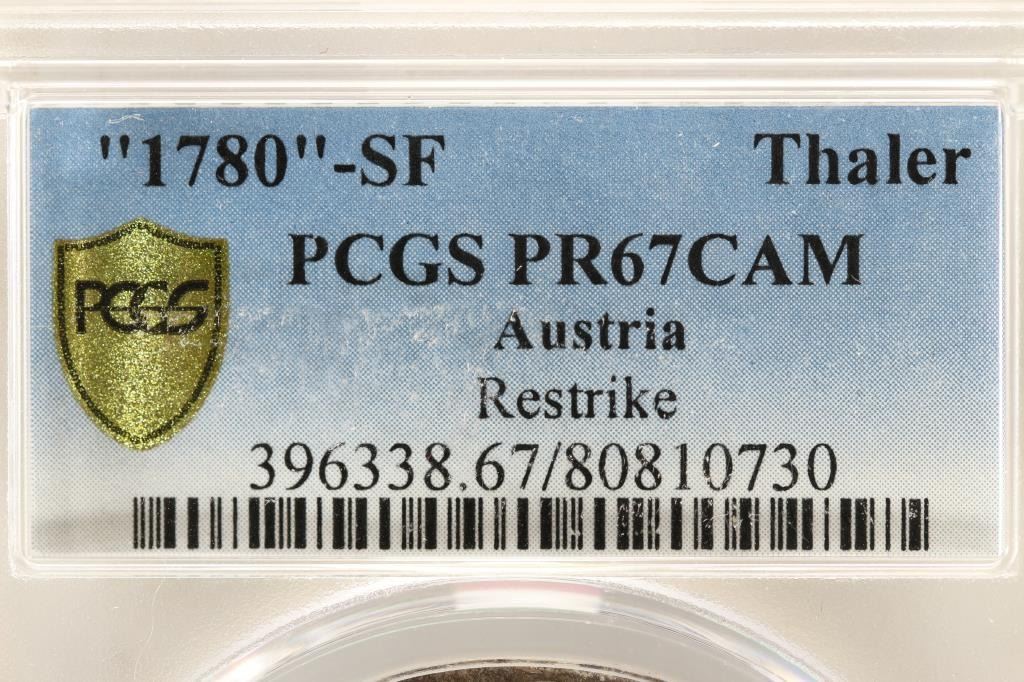 "1780"-SF Thaler
PCGS PR67CAM
PCGS
Austria
Restrike
396338.67/80810730